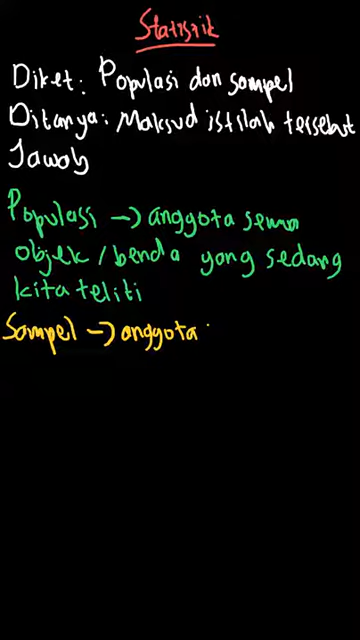 Statistik
Diket: Populasi dan sampel
Ditanya: Maksud istilah tersebut
Jawab
Populasi → anggota semua
objek / benda yang sedang
kita teliti
Sampel → anggota